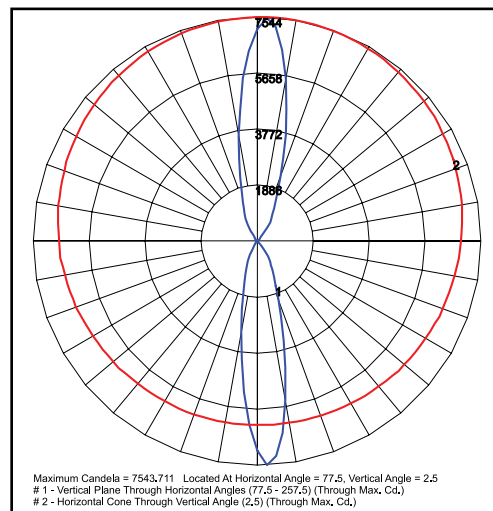 7544
5658
3772
1886
2
1
Maximum Candela = 7543.711 Located At Horizontal Angle = 77.5, Vertical Angle = 2.5
# 1 - Vertical Plane Through Horizontal Angles (77.5 - 257.5) (Through Max. Cd.)
# 2 - Horizontal Cone Through Vertical Angle (2.5) (Through Max. Cd.)